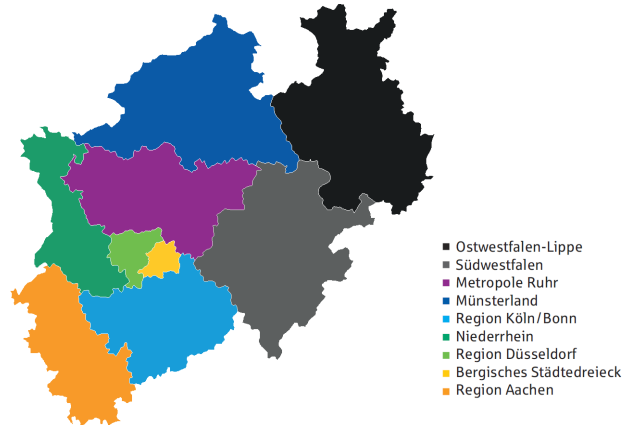 Ostwestfalen-Lippe
Südwestfalen
Metropole Ruhr
Münsterland
Region Köln/Bonn
Niederrhein
Region Düsseldorf
Bergisches Städtedreieck
Region Aachen